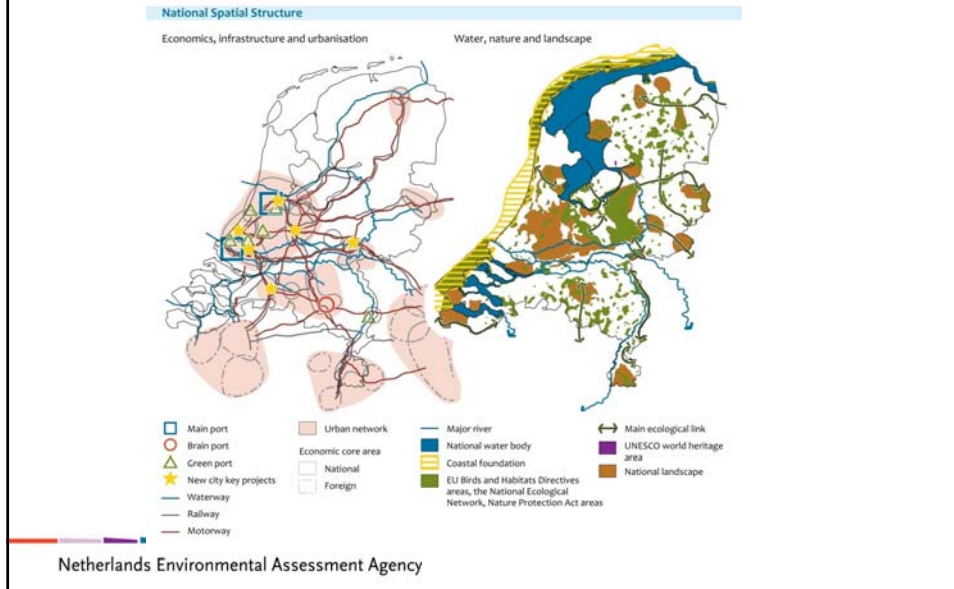 National Spatial Structure
Economics, infrastructure and urbanisation
Water, nature and landscape
Main port
Brain port
Green port
New city key projects
Waterway
Railway
Motorway
Urban network
Economic core area
National
Foreign
Major river
National water body
Coastal foundation
EU Birds and Habitats Directives
areas, the National Ecological
Network, Nature Protection Act areas
Main ecological link
UNESCO world heritage
area
National landscape
Netherlands Environmental Assessment Agency